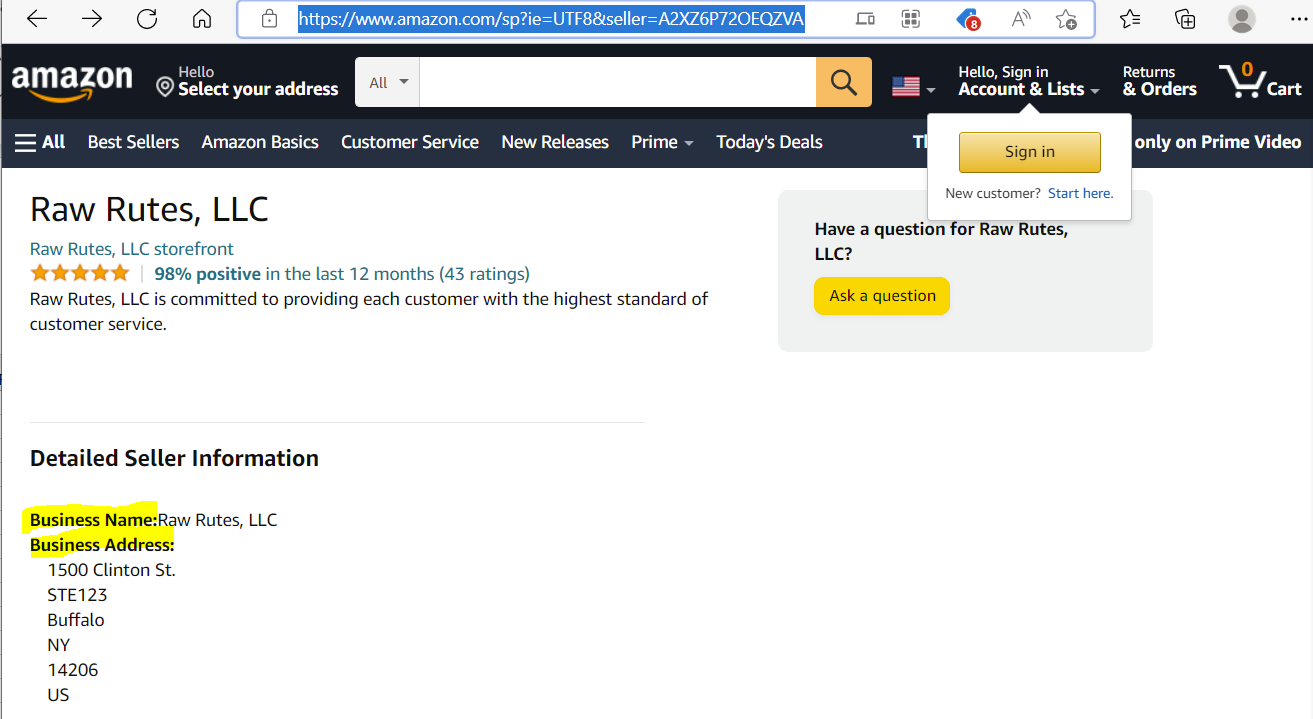 https://www.amazon.com/sp?ie=UTF8&seller=A2XZ6P72OEQZVA
8
amazon
Hello
Select your address
All
Hello, Sign in
Account & Lists
Returns
& Orders
0
Cart
All
Best Sellers
Amazon Basics
Customer Service
New Releases
Prime
Today's Deals
only on Prime Video
Sign in
New customer? Start here.
Raw Rutes, LLC
Raw Rutes, LLC storefront
98% positive in the last 12 months (43 ratings)
Raw Rutes, LLC is committed to providing each customer with the highest standard of
customer service.
Have a question for Raw Rutes,
LLC?
Ask a question
Detailed Seller Information
Business Name:Raw Rutes, LLC
Business Address:
1500 Clinton St.
STE123
Buffalo
NY
14206
US